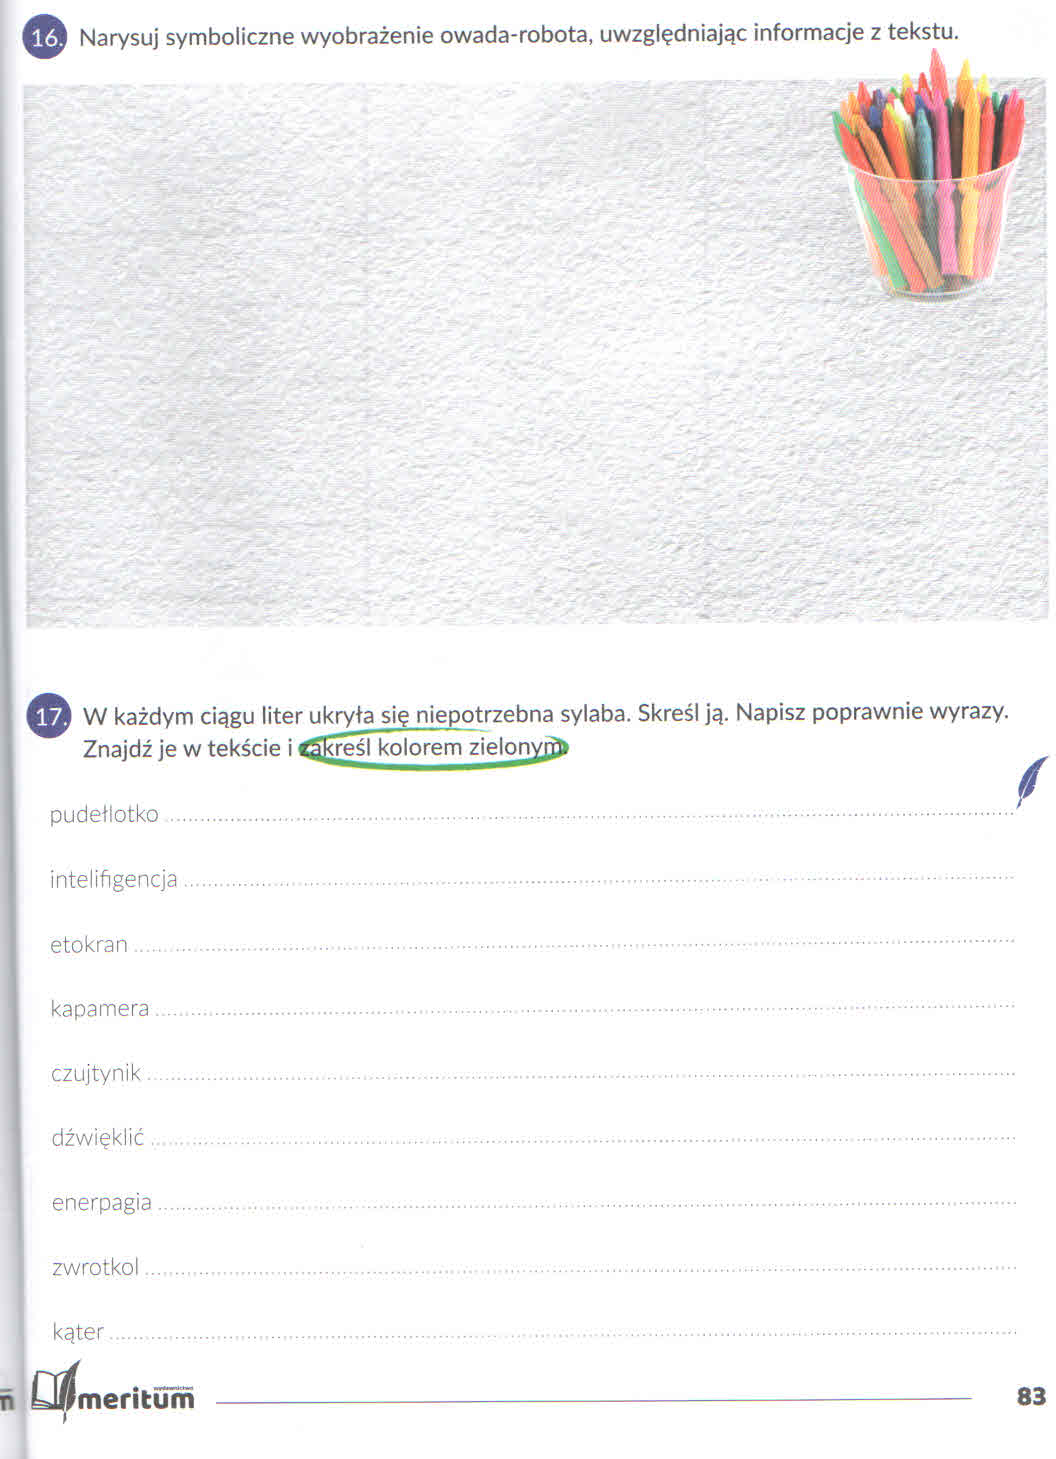 16. Narysuj symboliczne wyobrażenie owada-robota, uwzględniając informacje z tekstu.
17. W każdym ciągu liter ukryła się niepotrzebna sylaba. Skreśl ją. Napisz poprawnie wyrazy.
Znajdź je w tekście i zakreśl kolorem zielonym.
pudełlotko
intelifigencja
etokran
kapamera
czujtynik
dźwięklić
enerpagia
zwrotkol
kąter
wydawnictwo
meritum
83